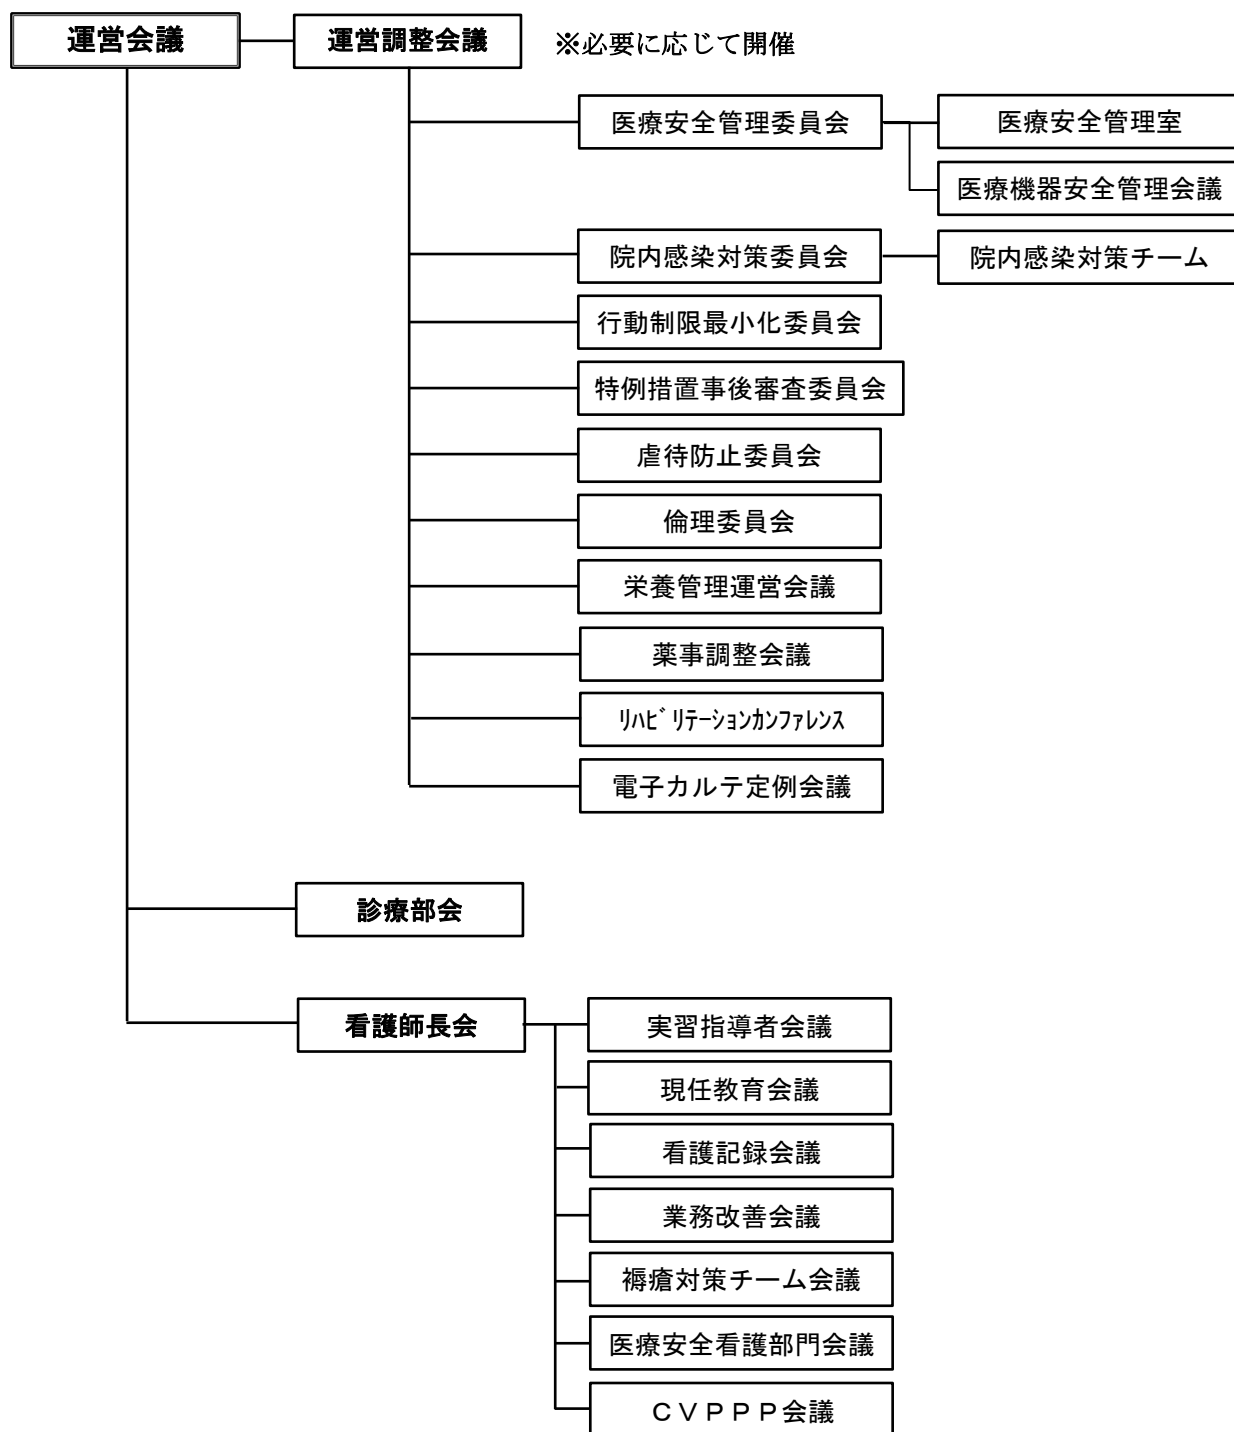 運営会議
運営調整会議
※必要に応じて開催
医療安全管理委員会
医療安全管理室
医療機器安全管理会議
院内感染対策委員会
院内感染対策チーム
行動制限最小化委員会
特例措置事後審査委員会
虐待防止委員会
倫理委員会
栄養管理運営会議
薬事調整会議
ﾘﾊﾋﾞﾘﾃｰｼｮﾝｶﾝﾌｧﾚﾝｽ
電子カルテ定例会議
診療部会
看護師長会
実習指導者会議
現任教育会議
看護記録会議
業務改善会議
褥瘡対策チーム会議
医療安全看護部門会議
ＣＶＰＰＰ会議